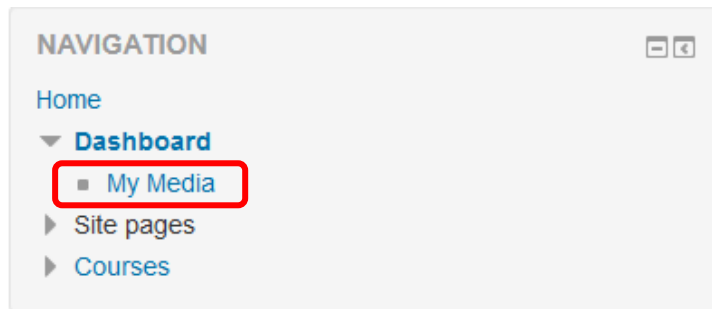 NAVIGATION
Home
Dashboard
My Media
Site pages
Courses